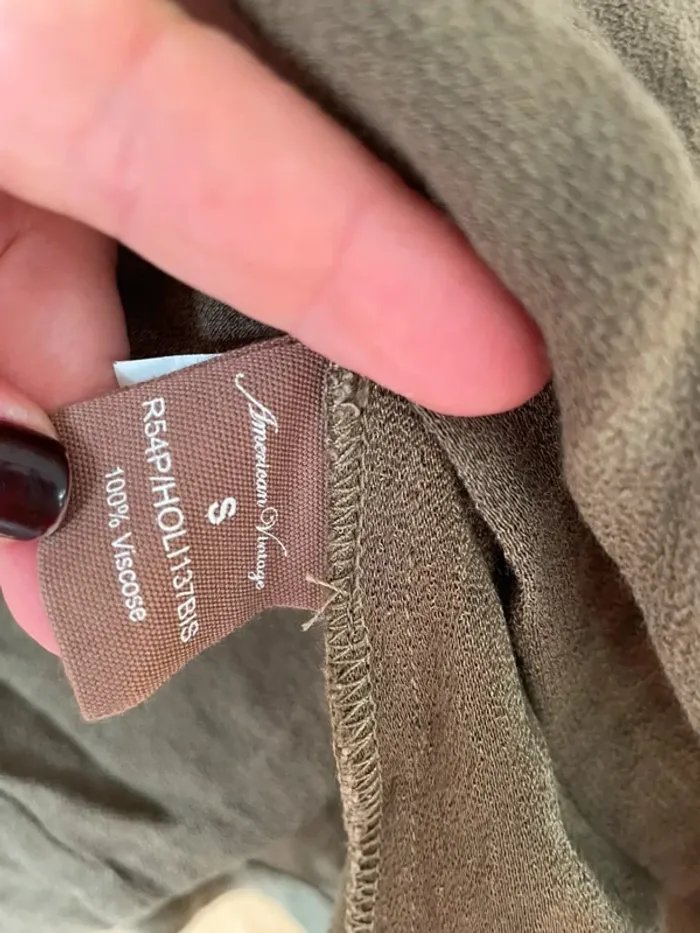 American Vintage
S
R54P/HOLI137BIS
100% Viscose